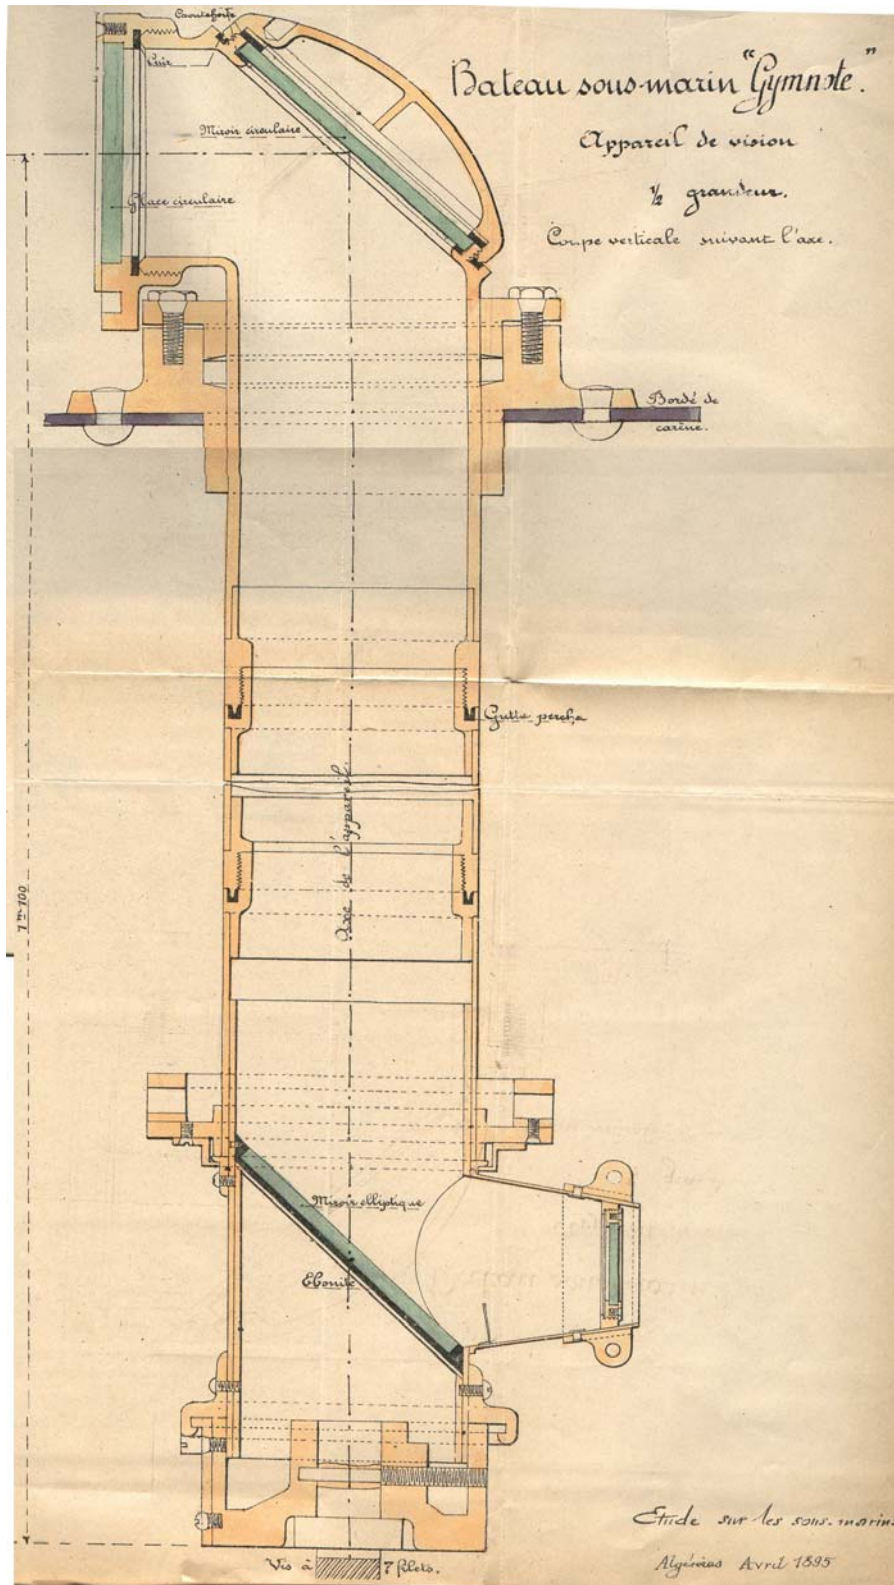 Bateau sous-marin "Gymnote".
Appareil de vision
½ grandeur.
Coupe verticale suivant l'axe.
Caoutchouc
Cuir
Miroir circulaire
Glace circulaire
Bordé de
carène.
Gutta percha
Axe de l'appareil.
1m100
Miroir elliptique
Ebonite
Vis à 7 filets.
Etude sur les sous-marins
Algésiras Avril 1895